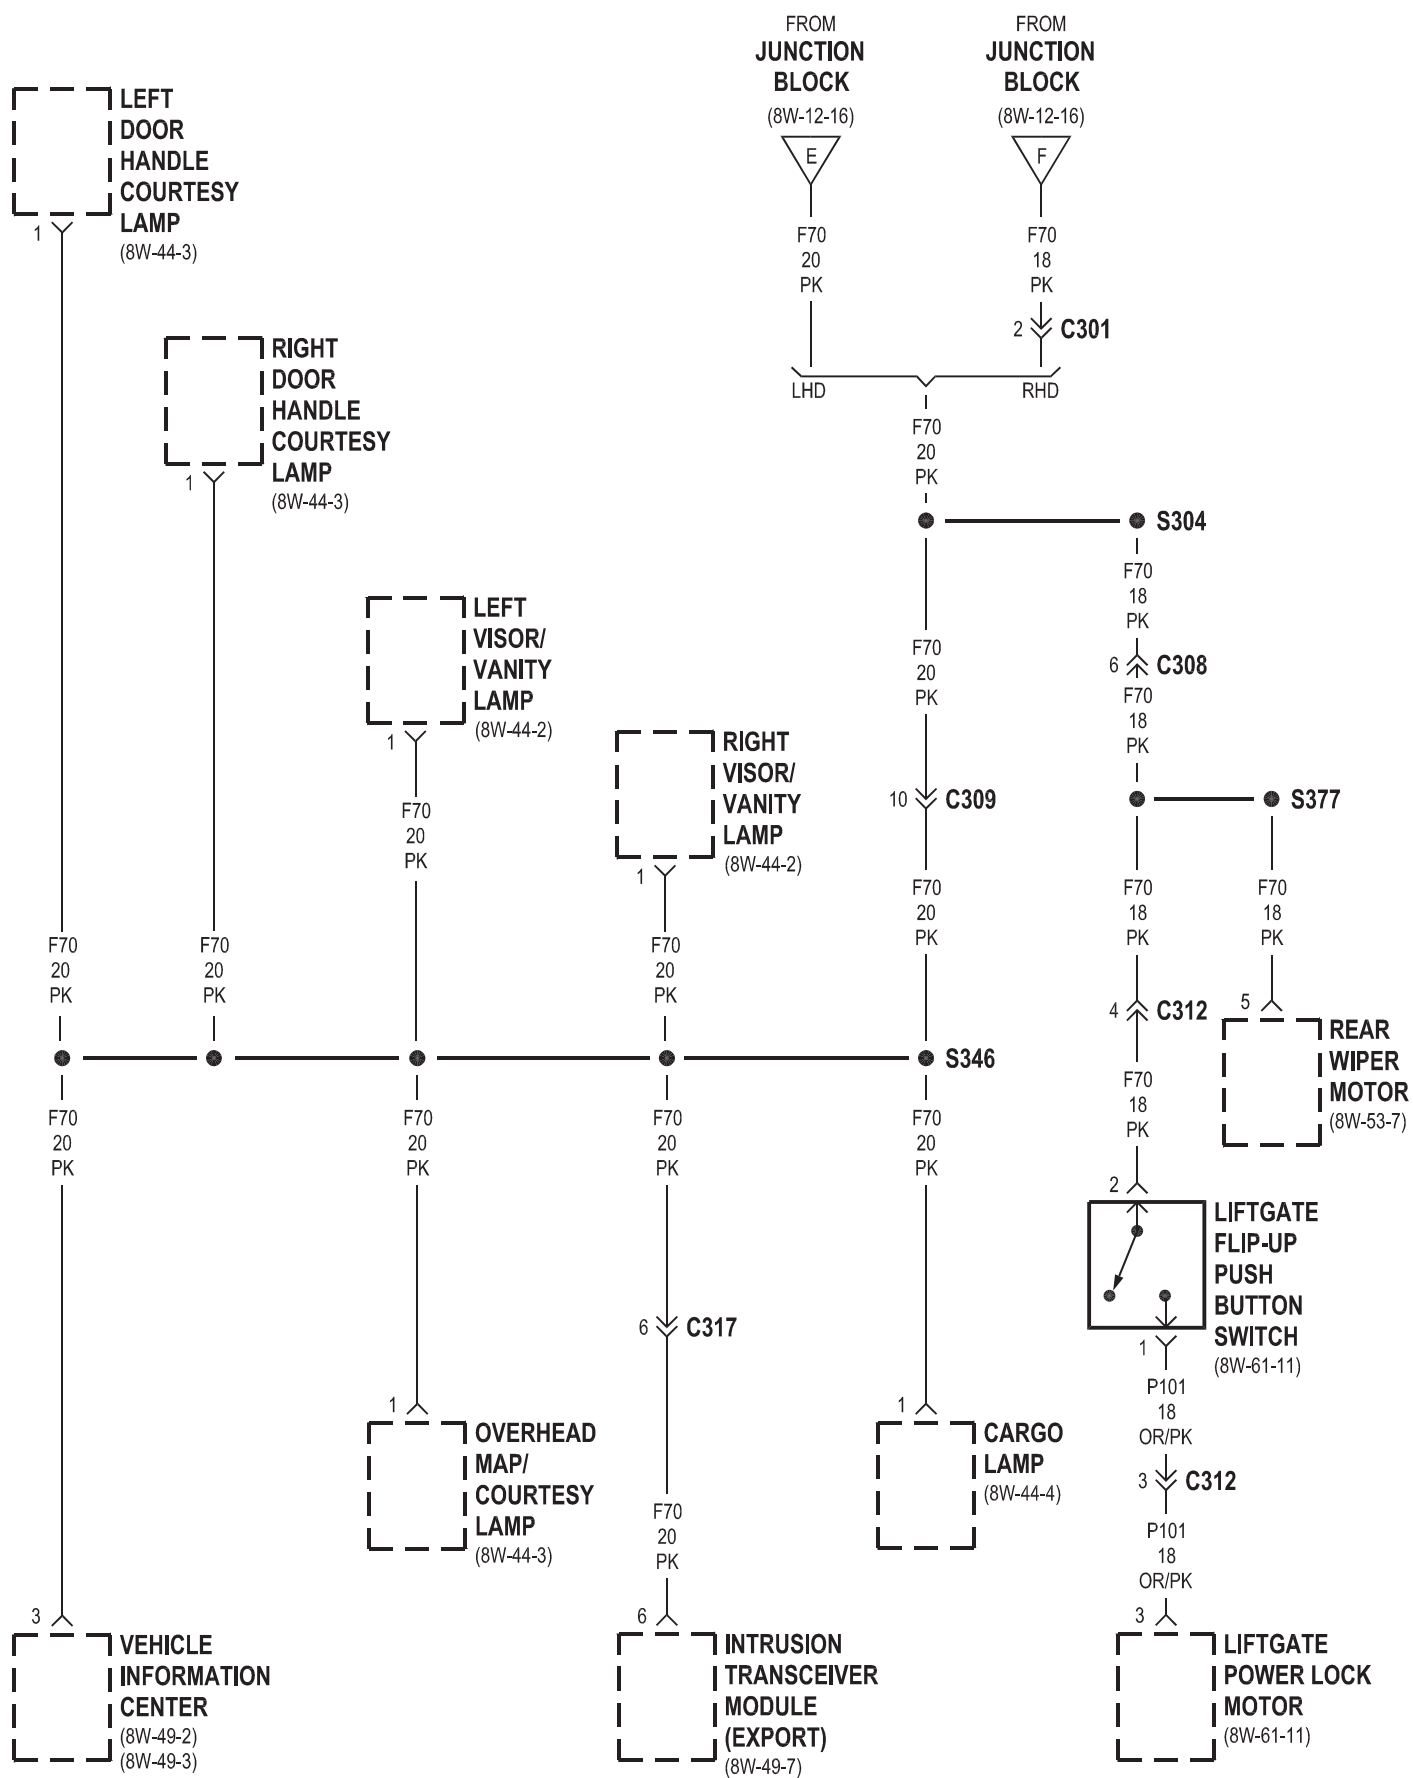 FROM
JUNCTION
BLOCK
(8W-12-16)
E
F70
20
PK
LHD
FROM
JUNCTION
BLOCK
(8W-12-16)
F
F70
18
PK
2
C301
RHD
F70
20
PK
S304
LEFT
DOOR
HANDLE
COURTESY
LAMP
(8W-44-3)
1
F70
20
PK
RIGHT
DOOR
HANDLE
COURTESY
LAMP
(8W-44-3)
1
F70
20
PK
LEFT
VISOR/
VANITY
LAMP
(8W-44-2)
1
F70
20
PK
RIGHT
VISOR/
VANITY
LAMP
(8W-44-2)
1
F70
20
PK
F70
20
PK
10
C309
F70
20
PK
S346
F70
18
PK
6
C308
F70
18
PK
S377
F70
18
PK
4
C312
F70
18
PK
2
F70
18
PK
5
REAR
WIPER
MOTOR
(8W-53-7)
LIFTGATE
FLIP-UP
PUSH
BUTTON
SWITCH
(8W-61-11)
1
P101
18
OR/PK
3
C312
P101
18
OR/PK
3
LIFTGATE
POWER LOCK
MOTOR
(8W-61-11)
F70
20
PK
3
VEHICLE
INFORMATION
CENTER
(8W-49-2)
(8W-49-3)
F70
20
PK
1
OVERHEAD
MAP/
COURTESY
LAMP
(8W-44-3)
F70
20
PK
6
C317
F70
20
PK
6
INTRUSION
TRANSCEIVER
MODULE
(EXPORT)
(8W-49-7)
F70
20
PK
1
CARGO
LAMP
(8W-44-4)